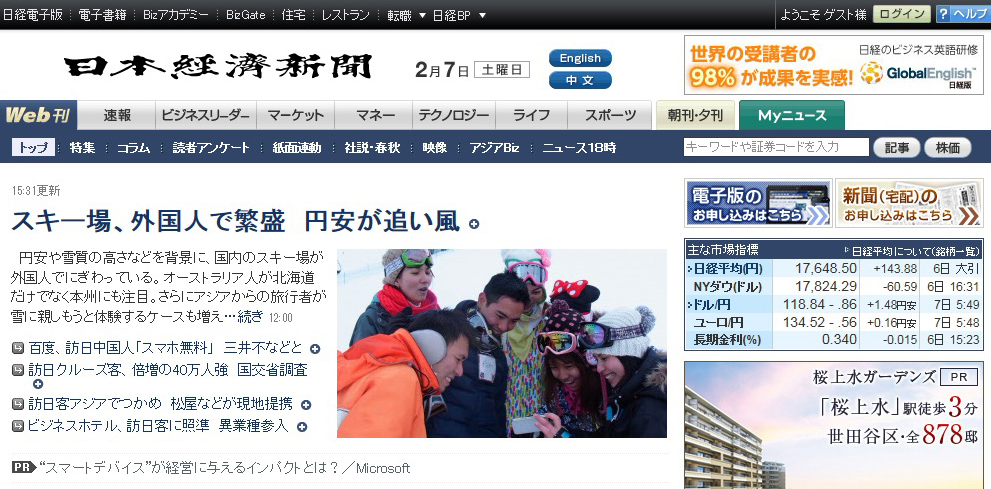 日経電子版 電子書籍 Bizアカデミー BizGate 住宅 レストラン 転職 ▼ 日経BP ▼ ようこそ ゲスト様 ログイン ? ヘルプ
日本経済新聞 2月7日 土曜日 English 中文
世界の受講者の
98%が成果を実感!
日経のビジネス英語研修
GlobalEnglish™
日経版
Web刊 速報 ビジネスリーダー マーケット マネー テクノロジー ライフ スポーツ 朝刊・夕刊 Myニュース
トップ 特集 コラム 読者アンケート 紙面連動 社説・春秋 映像 アジアBiz ニュース18時 キーワードや証券コードを入力 記事 株価
15:31更新
スキー場、外国人で繁盛 円安が追い風
円安や雪質の高さなどを背景に、国内のスキー場が
外国人でにぎわっている。オーストラリア人が北海道
だけでなく本州にも注目。さらにアジアからの旅行者が
雪に親しもうと体験するケースも増え…続き 12:00
百度、訪日中国人「スマホ無料」 三井不などと
訪日クルーズ客、倍増の40万人強 国交省調査
訪日客アジアでつかめ 松屋などが現地提携
ビジネスホテル、訪日客に照準 異業種参入
PR “スマートデバイス”が経営に与えるインパクトとは?／Microsoft
電子版の
お申し込みはこちら
新聞(宅配)の
お申し込みはこちら
主な市場指標 日経平均について(銘柄一覧)
日経平均(円) 17,648.50 +143.88 6日 大引
NYダウ(ドル) 17,824.29 -60.59 6日 16:31
ドル/円 118.84 - .86 +1.48円安 7日 5:49
ユーロ/円 134.52 - .56 +0.16円安 7日 5:48
長期金利(%) 0.340 -0.015 6日 15:23
桜上水ガーデンズ PR
「桜上水」駅徒歩3分
世田谷区・全878邸